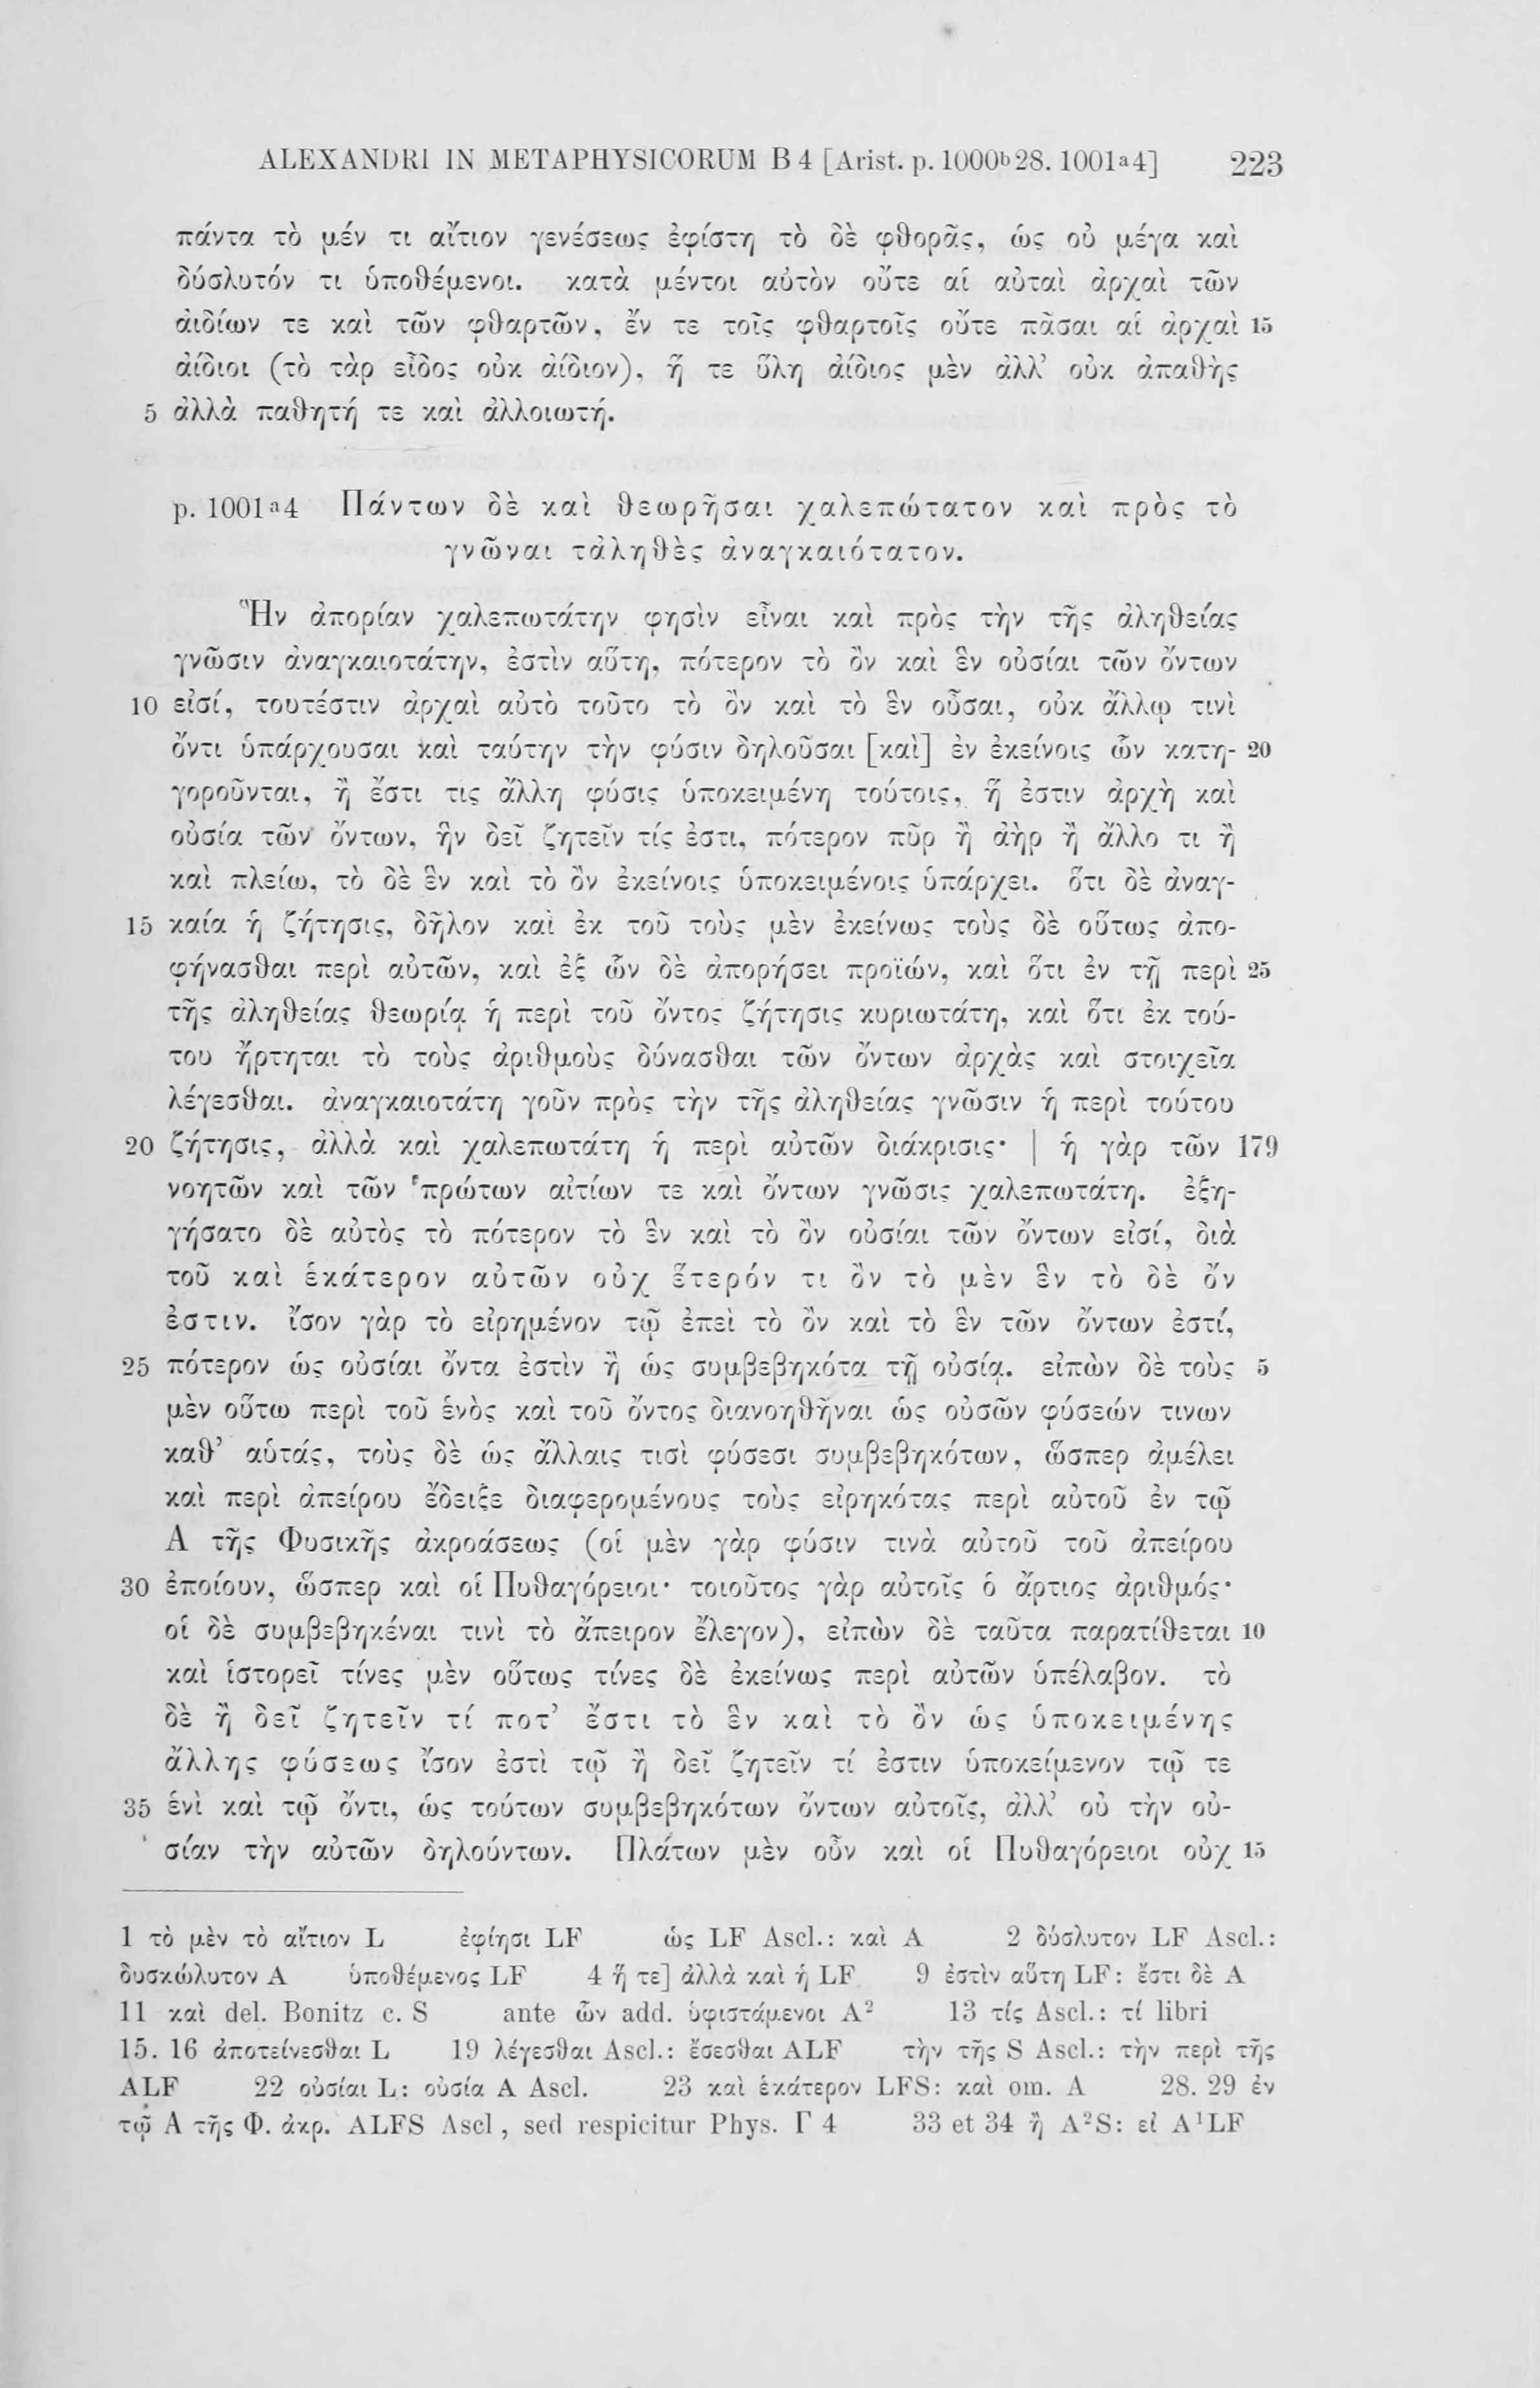 ALEXANDRI IN METAPHYSICORUM B 4 [Arist. p. 1000ᵇ28. 1001ᵃ4] 223
πάντα τὸ μέν τι αἴτιον γενέσεως ἐφίστη τὸ δὲ φθορᾶς, ὡς οὐ μέγα καὶ
δύσλυτόν τι ὑποθέμενοι. κατὰ μέντοι αὐτὸν οὔτε αἱ αὐταὶ ἀρχαὶ τῶν
ἀιδίων τε καὶ τῶν φθαρτῶν, ἔν τε τοῖς φθαρτοῖς οὔτε πᾶσαι αἱ ἀρχαὶ 15
ἀίδιοι (τὸ τὰρ εἶδος οὐκ ἀίδιον), ἥ τε ὕλη ἀίδιος μὲν ἀλλ’ οὐκ ἀπαθὴς
5 ἀλλὰ παθητή τε καὶ ἀλλοιωτή.
p. 1001ᵃ4 Πάντων δὲ καὶ θεωρῆσαι χαλεπώτατον καὶ πρὸς τὸ
γνῶναι τἀληθὲς ἀναγκαιότατον.
Ἣν ἀπορίαν χαλεπωτάτην φησὶν εἶναι καὶ πρὸς τὴν τῆς ἀληθείας
γνῶσιν ἀναγκαιοτάτην, ἐστὶν αὕτη, πότερον τὸ ὂν καὶ ἓν οὐσίαι τῶν ὄντων
10 εἰσί, τουτέστιν ἀρχαὶ αὐτὸ τοῦτο τὸ ὂν καὶ τὸ ἓν οὖσαι, οὐκ ἄλλῳ τινὶ
ὄντι ὑπάρχουσαι καὶ ταύτην τὴν φύσιν δηλοῦσαι [καὶ] ἐν ἐκείνοις ὧν κατη- 20
γοροῦνται, ἢ ἔστι τις ἄλλη φύσις ὑποκειμένη τούτοις, ἥ ἐστιν ἀρχὴ καὶ
οὐσία τῶν ὄντων, ἣν δεῖ ζητεῖν τίς ἐστι, πότερον πῦρ ἢ ἀὴρ ἢ ἄλλο τι ἢ
καὶ πλείω, τὸ δὲ ἓν καὶ τὸ ὂν ἐκείνοις ὑποκειμένοις ὑπάρχει. ὅτι δὲ ἀναγ-
15 καία ἡ ζήτησις, δῆλον καὶ ἐκ τοῦ τοὺς μὲν ἐκείνως τοὺς δὲ οὕτως ἀπο-
φήνασθαι περὶ αὐτῶν, καὶ ἐξ ὧν δὲ ἀπορήσει προϊών, καὶ ὅτι ἐν τῇ περὶ 25
τῆς ἀληθείας θεωρίᾳ ἡ περὶ τοῦ ὄντος ζήτησις κυριωτάτη, καὶ ὅτι ἐκ τού-
του ἤρτηται τὸ τοὺς ἀριθμοὺς δύνασθαι τῶν ὄντων ἀρχὰς καὶ στοιχεῖα
λέγεσθαι. ἀναγκαιοτάτη γοῦν πρὸς τὴν τῆς ἀληθείας γνῶσιν ἡ περὶ τούτου
20 ζήτησις, ἀλλὰ καὶ χαλεπωτάτη ἡ περὶ αὐτῶν διάκρισις· | ἡ γὰρ τῶν 179
νοητῶν καὶ τῶν πρώτων αἰτίων τε καὶ ὄντων γνῶσις χαλεπωτάτη. ἐξη-
γήσατο δὲ αὐτὸς τὸ πότερον τὸ ἓν καὶ τὸ ὂν οὐσίαι τῶν ὄντων εἰσί, διὰ
τοῦ καὶ ἑκάτερον αὐτῶν οὐχ ἕτερόν τι ὂν τὸ μὲν ἓν τὸ δὲ ὄν
ἐστιν. ἴσον γὰρ τὸ εἰρημένον τῷ ἐπεὶ τὸ ὂν καὶ τὸ ἓν τῶν ὄντων ἐστί,
25 πότερον ὡς οὐσίαι ὄντα ἐστὶν ἢ ὡς συμβεβηκότα τῇ οὐσίᾳ. εἰπὼν δὲ τοὺς 5
μὲν οὕτω περὶ τοῦ ἑνὸς καὶ τοῦ ὄντος διανοηθῆναι ὡς οὐσῶν φύσεών τινων
καθ’ αὑτάς, τοὺς δὲ ὡς ἄλλαις τισὶ φύσεσι συμβεβηκότων, ὥσπερ ἀμέλει
καὶ περὶ ἀπείρου ἔδειξε διαφερομένους τοὺς εἰρηκότας περὶ αὐτοῦ ἐν τῷ
Α τῆς Φυσικῆς ἀκροάσεως (οἱ μὲν γὰρ φύσιν τινὰ αὐτοῦ τοῦ ἀπείρου
30 ἐποίουν, ὥσπερ καὶ οἱ Πυθαγόρειοι· τοιοῦτος γὰρ αὐτοῖς ὁ ἄρτιος ἀριθμός·
οἱ δὲ συμβεβηκέναι τινὶ τὸ ἄπειρον ἔλεγον), εἰπὼν δὲ ταῦτα παρατίθεται 10
καὶ ἱστορεῖ τίνες μὲν οὕτως τίνες δὲ ἐκείνως περὶ αὐτῶν ὑπέλαβον. τὸ
δὲ ἢ δεῖ ζητεῖν τί ποτ’ ἔστι τὸ ἓν καὶ τὸ ὂν ὡς ὑποκειμένης
ἄλλης φύσεως ἴσον ἐστὶ τῷ ἢ δεῖ ζητεῖν τί ἐστιν ὑποκείμενον τῷ τε
35 ἑνὶ καὶ τῷ ὄντι, ὡς τούτων συμβεβηκότων ὄντων αὐτοῖς, ἀλλ’ οὐ τὴν οὐ-
σίαν τὴν αὐτῶν δηλούντων. Πλάτων μὲν οὖν καὶ οἱ Πυθαγόρειοι οὐχ 15
1 τὸ μὲν τὸ αἴτιον L ἐφίησι LF ὡς LF Ascl.: καὶ A 2 δύσλυτον LF Ascl.:
δυσκώλυτον A ὑποθέμενος LF 4 ἥ τε] ἀλλὰ καὶ ἡ LF 9 ἐστὶν αὕτη LF: ἔστι δὲ A
11 καὶ del. Bonitz c. S ante ὧν add. ὑφιστάμενοι A² 13 τίς Ascl.: τί libri
15. 16 ἀποτείνεσθαι L 19 λέγεσθαι Ascl.: ἔσεσθαι ALF τὴν τῆς S Ascl.: τὴν περὶ τῆς
ALF 22 οὐσίαι L: οὐσία A Ascl. 23 καὶ ἑκάτερον LFS: καὶ om. A 28. 29 ἐν
τῷ Α τῆς Φ. ἀκρ. ALFS Ascl, sed respicitur Phys. Γ 4 33 et 34 ἢ A²S: εἰ A¹LF